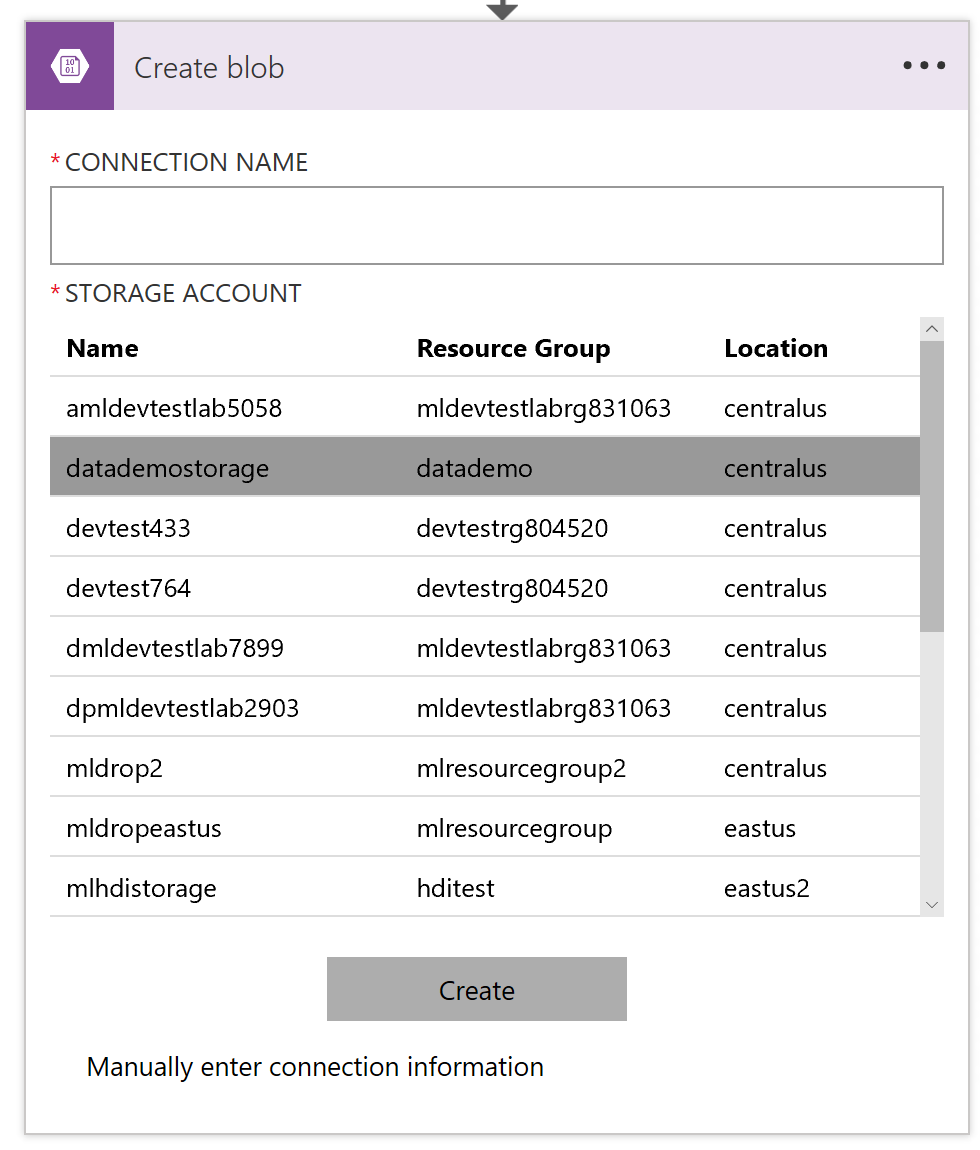 10
01
Create blob
* CONNECTION NAME
* STORAGE ACCOUNT
Name Resource Group Location
amldevtestlab5058 mldevtestlabrg831063 centralus
datademostorage datademo centralus
devtest433 devtestrg804520 centralus
devtest764 devtestrg804520 centralus
dmldevtestlab7899 mldevtestlabrg831063 centralus
dpmldevtestlab2903 mldevtestlabrg831063 centralus
mldrop2 mlresourcegroup2 centralus
mldropeastus mlresourcegroup eastus
mlhdistorage hditest eastus2
Create
Manually enter connection information